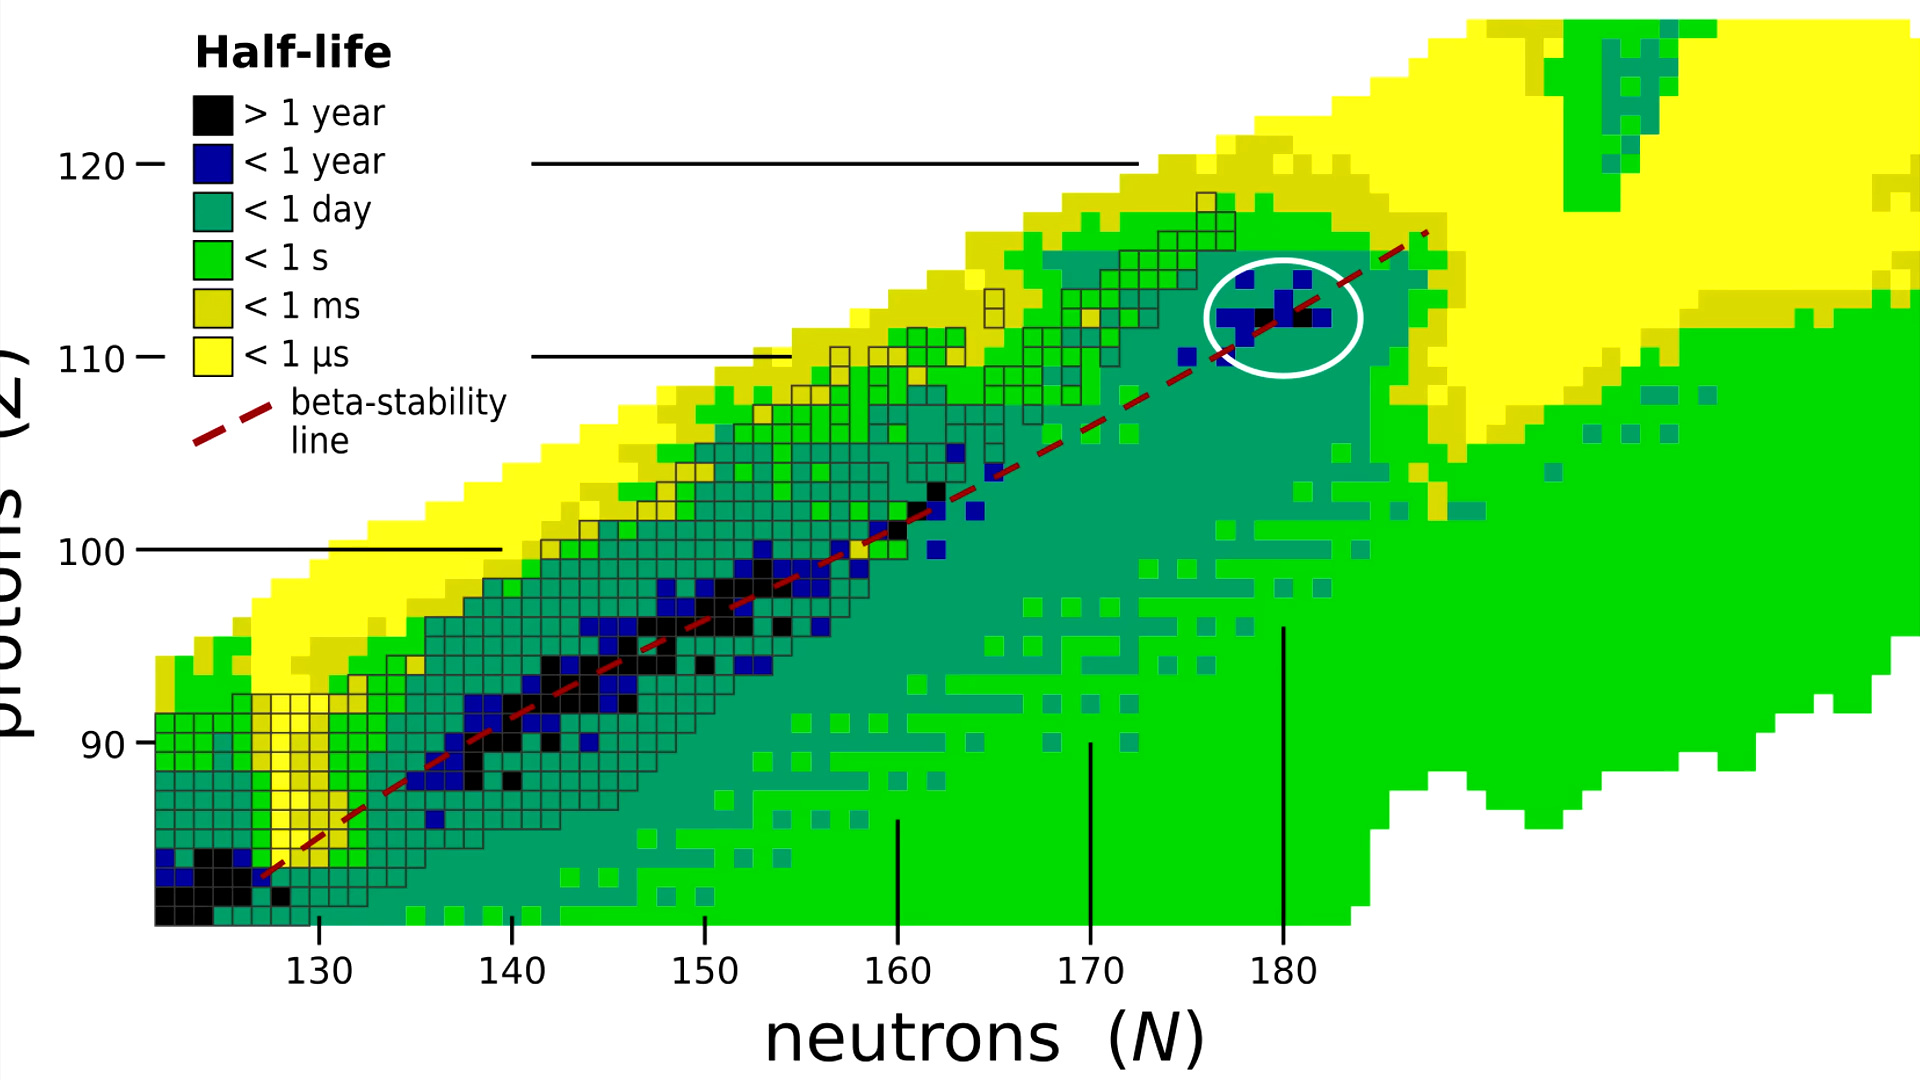 Half-life
> 1 year
< 1 year
< 1 day
< 1 s
< 1 ms
< 1 µs
beta-stability
line
120
110
100
90
protons (Z)
130
140
150
160
170
180
neutrons (N)